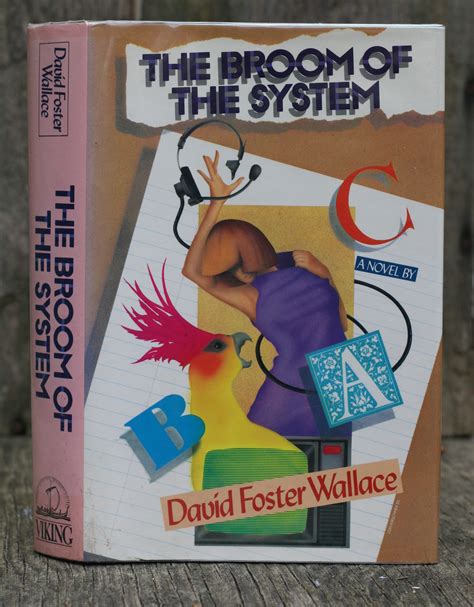 David Foster
Wallace
THE BROOM OF
THE SYSTEM
VIKING
THE BROOM OF
THE SYSTEM
C
A NOVEL BY
A
B
David Foster Wallace